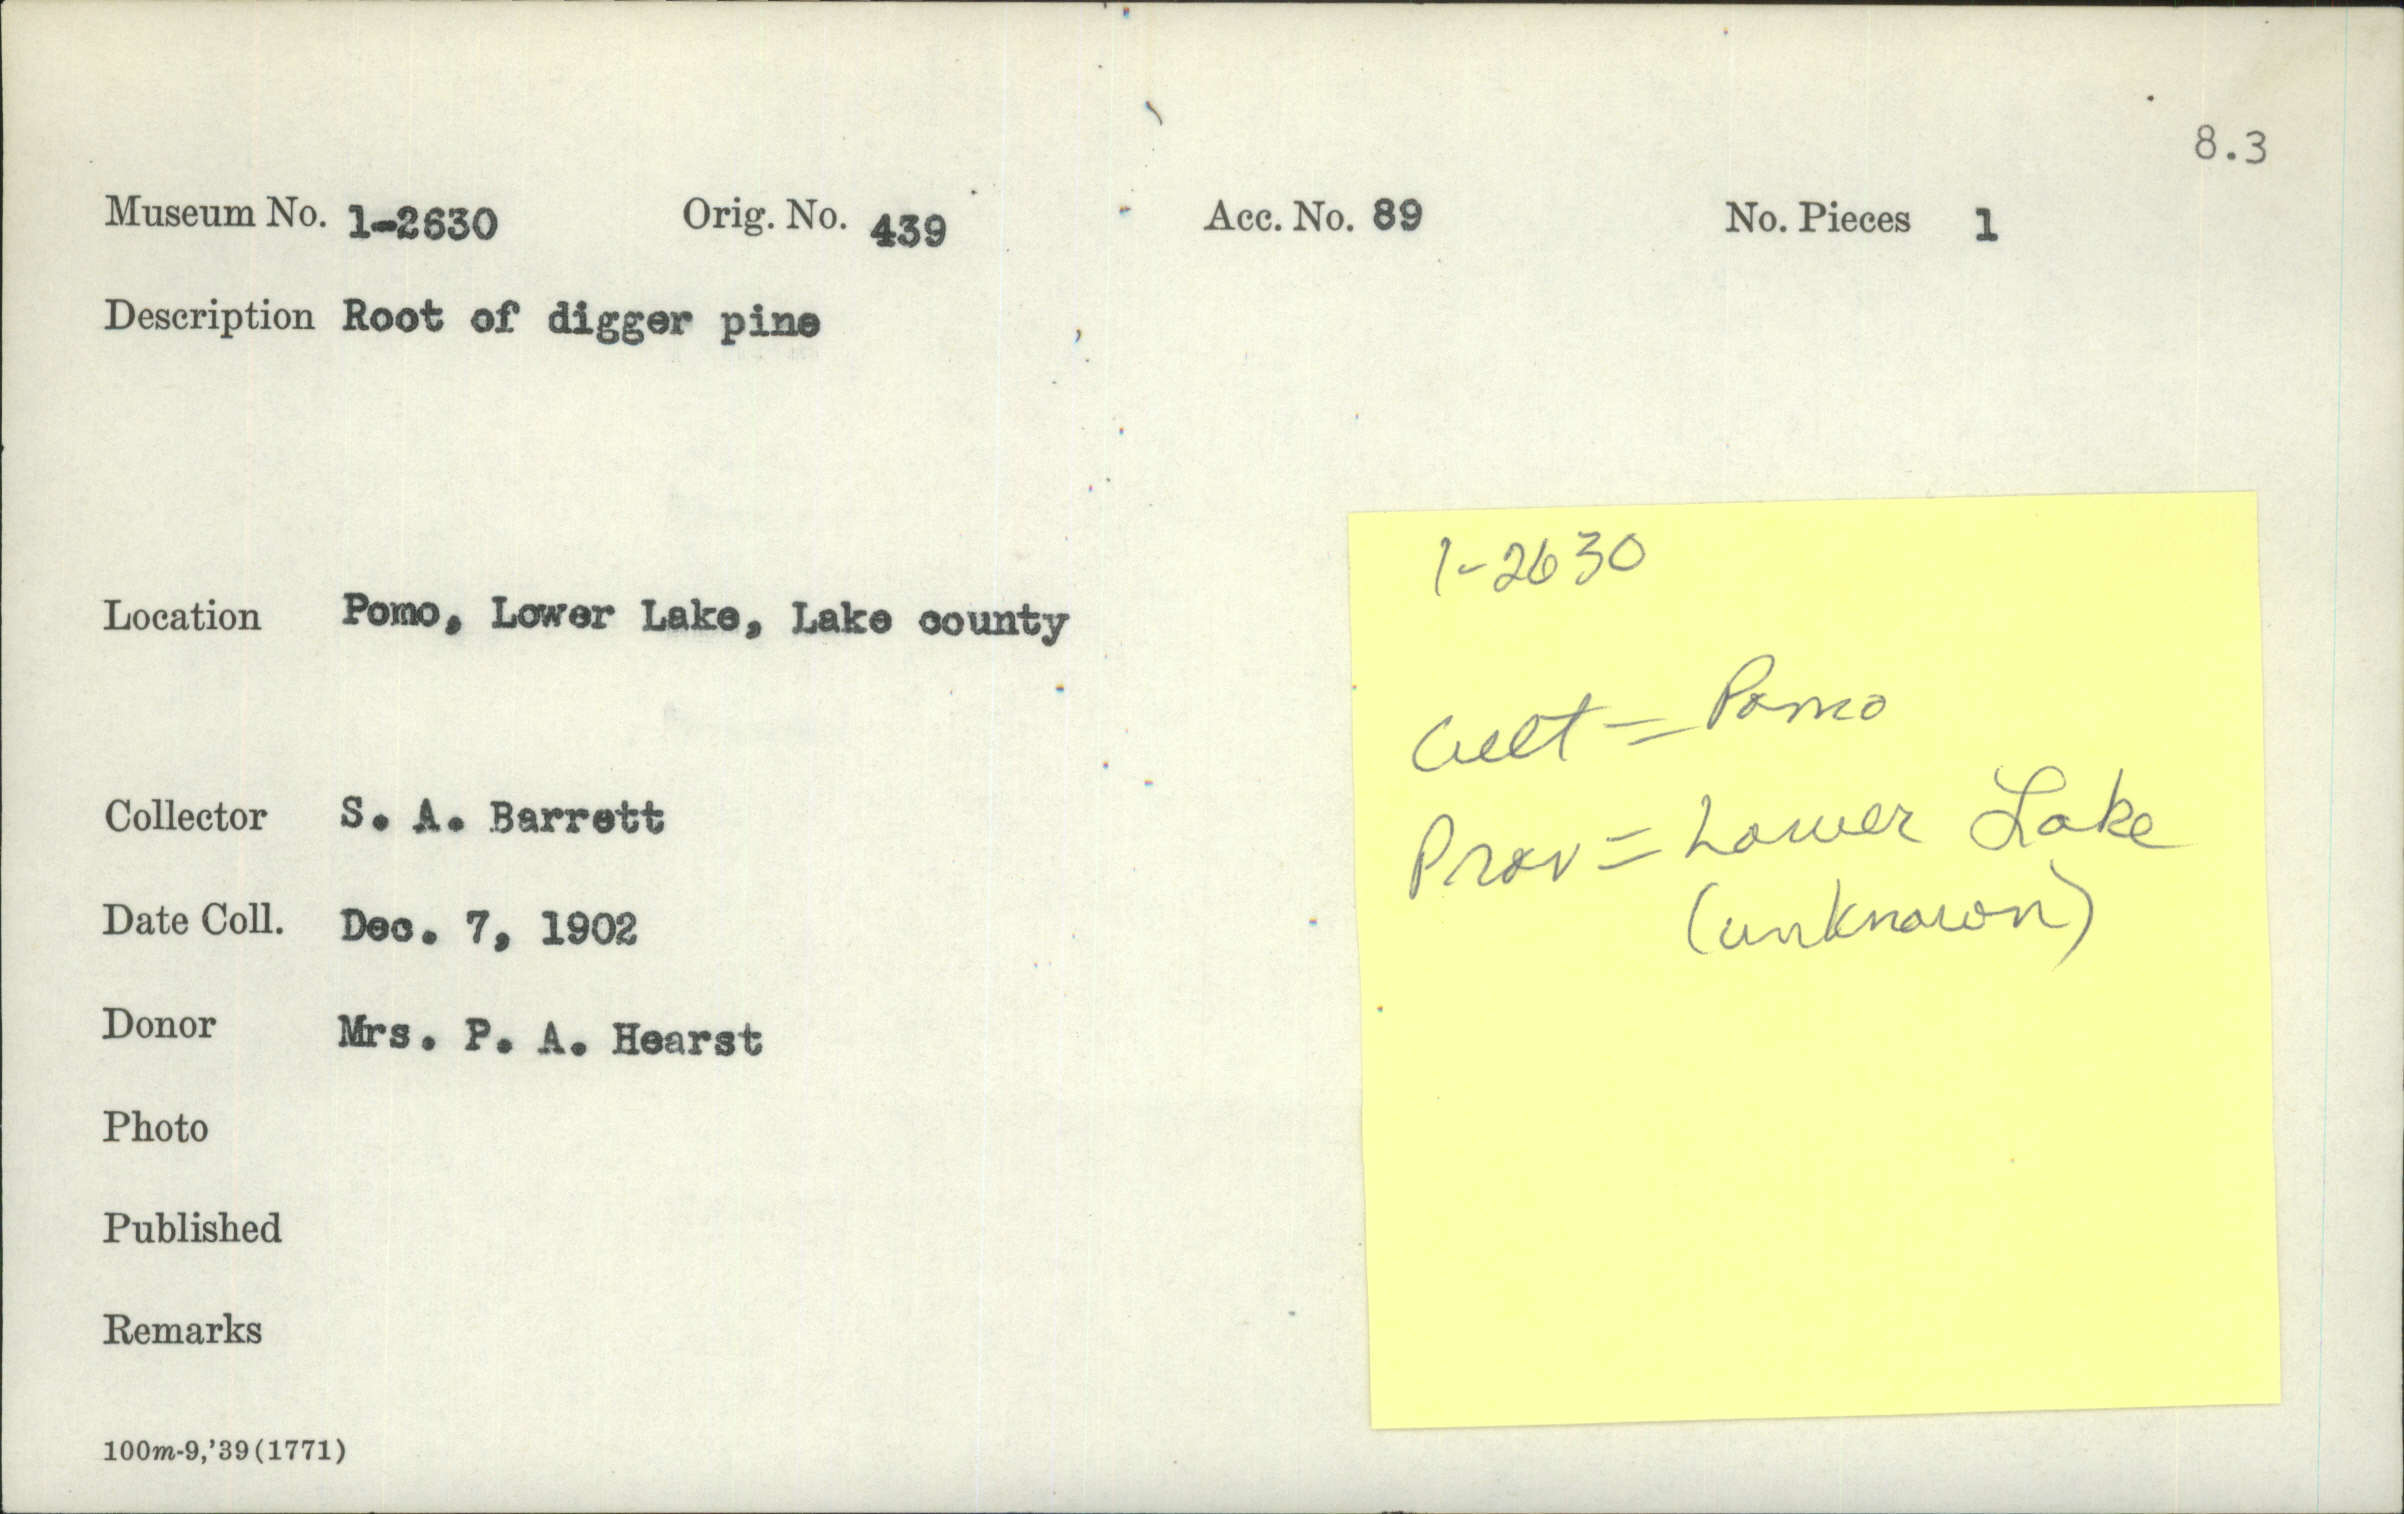 8.3
Museum No. 1-2630 Orig. No. 439 Acc. No. 89 No. Pieces 1
Description Root of digger pine
Location Pomo, Lower Lake, Lake county
Collector S. A. Barrett
Date Coll. Dec. 7, 1902
Donor Mrs. P. A. Hearst
Photo
Published
Remarks
100m-9,'39(1771)
1-2630
Cult = Pomo
Prov = Lower Lake
(unknown)